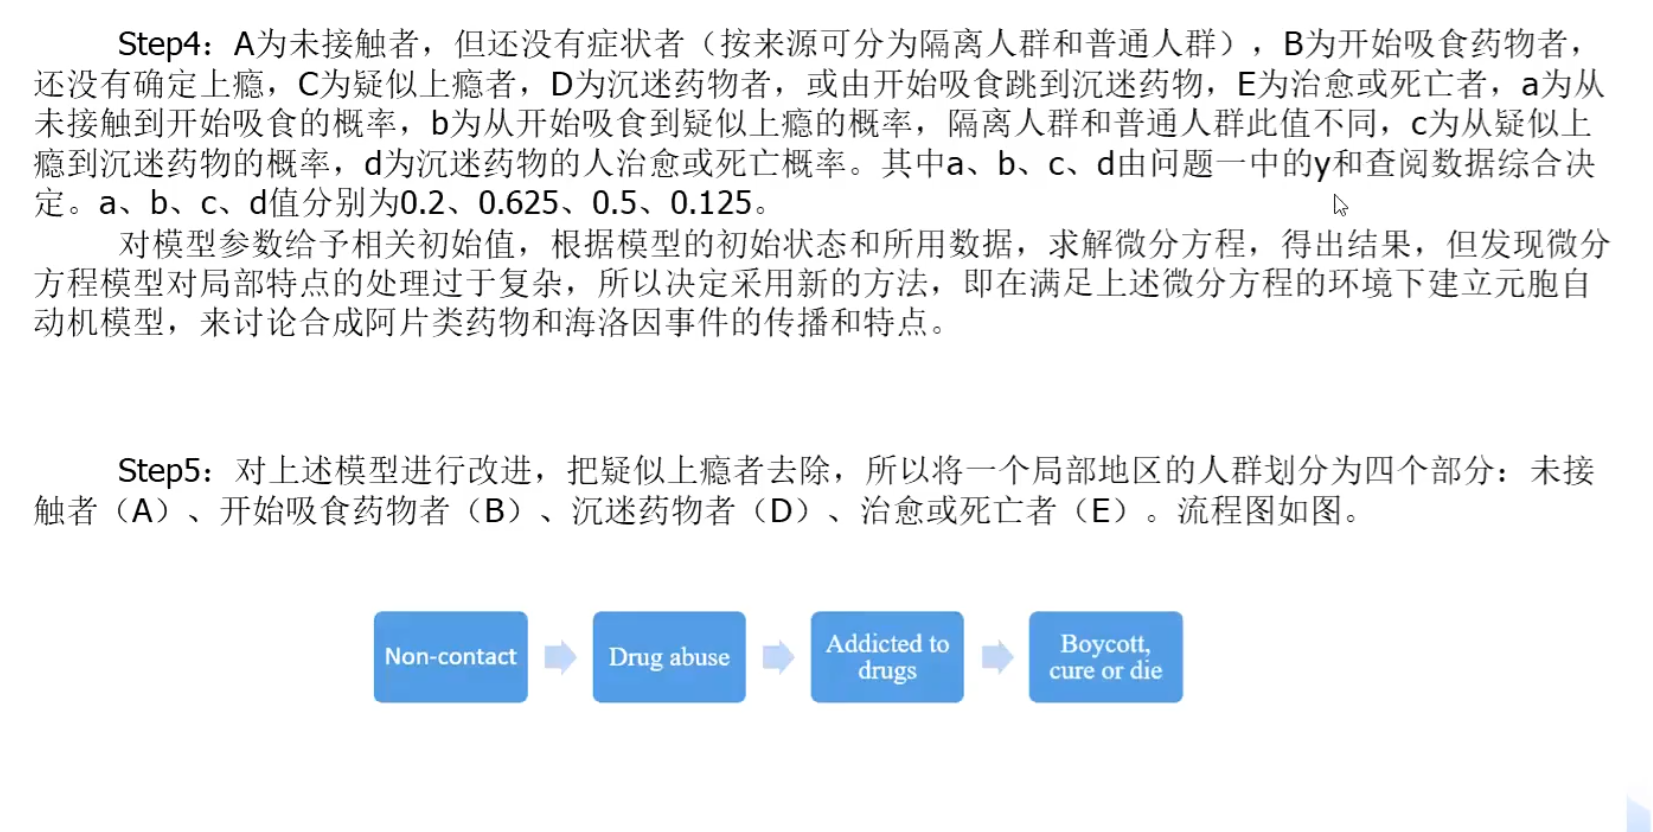 Step4：A为未接触者，但还没有症状者（按来源可分为隔离人群和普通人群），B为开始吸食药物者，
还没有确定上瘾，C为疑似上瘾者，D为沉迷药物者，或由开始吸食跳到沉迷药物，E为治愈或死亡者，a为从
未接触到开始吸食的概率，b为从开始吸食到疑似上瘾的概率，隔离人群和普通人群此值不同，c为从疑似上
瘾到沉迷药物的概率，d为沉迷药物的人治愈或死亡概率。其中a、b、c、d由问题一中的y和查阅数据综合决
定。a、b、c、d值分别为0.2、0.625、0.5、0.125。
对模型参数给予相关初始值，根据模型的初始状态和所用数据，求解微分方程，得出结果，但发现微分
方程模型对局部特点的处理过于复杂，所以决定采用新的方法，即在满足上述微分方程的环境下建立元胞自
动机模型，来讨论合成阿片类药物和海洛因事件的传播和特点。
Step5：对上述模型进行改进，把疑似上瘾者去除，所以将一个局部地区的人群划分为四个部分：未接
触者（A）、开始吸食药物者（B）、沉迷药物者（D）、治愈或死亡者（E）。流程图如图。
Non-contact
Drug abuse
Addicted to
drugs
Boycott,
cure or die